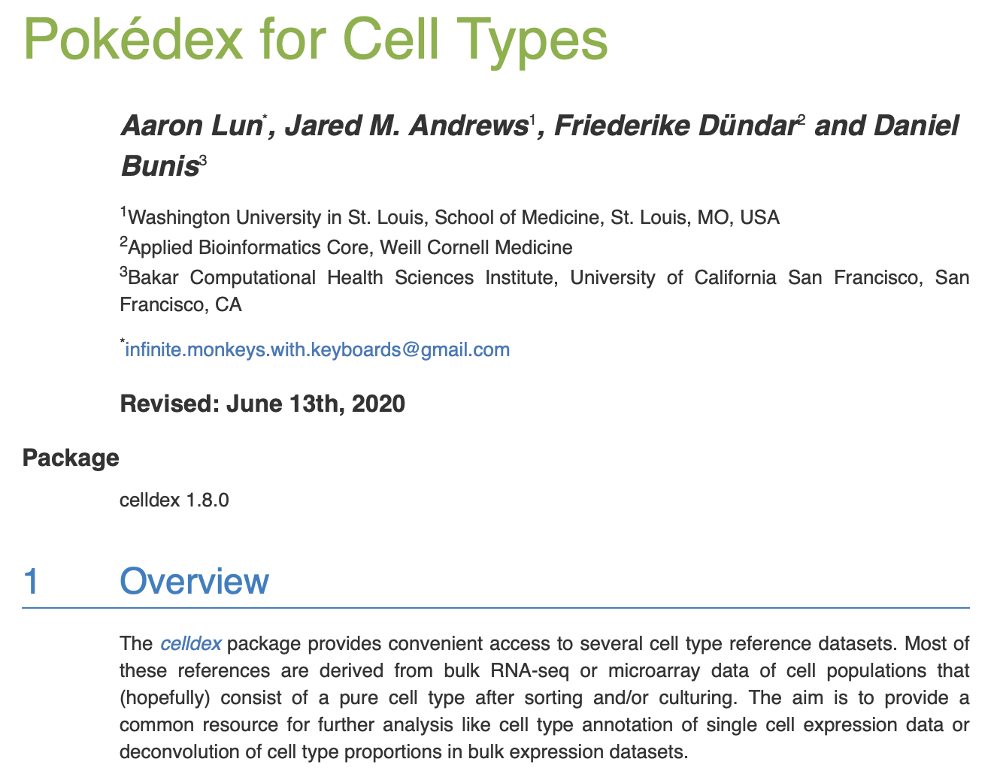 Pokédex for Cell Types
Aaron Lun*, Jared M. Andrews1, Friederike Dündar2 and Daniel
Bunis3
1Washington University in St. Louis, School of Medicine, St. Louis, MO, USA
2Applied Bioinformatics Core, Weill Cornell Medicine
3Bakar Computational Health Sciences Institute, University of California San Francisco, San
Francisco, CA
*infinite.monkeys.with.keyboards@gmail.com
Revised: June 13th, 2020
Package
celldex 1.8.0
1 Overview
The celldex package provides convenient access to several cell type reference datasets. Most of
these references are derived from bulk RNA-seq or microarray data of cell populations that
(hopefully) consist of a pure cell type after sorting and/or culturing. The aim is to provide a
common resource for further analysis like cell type annotation of single cell expression data or
deconvolution of cell type proportions in bulk expression datasets.